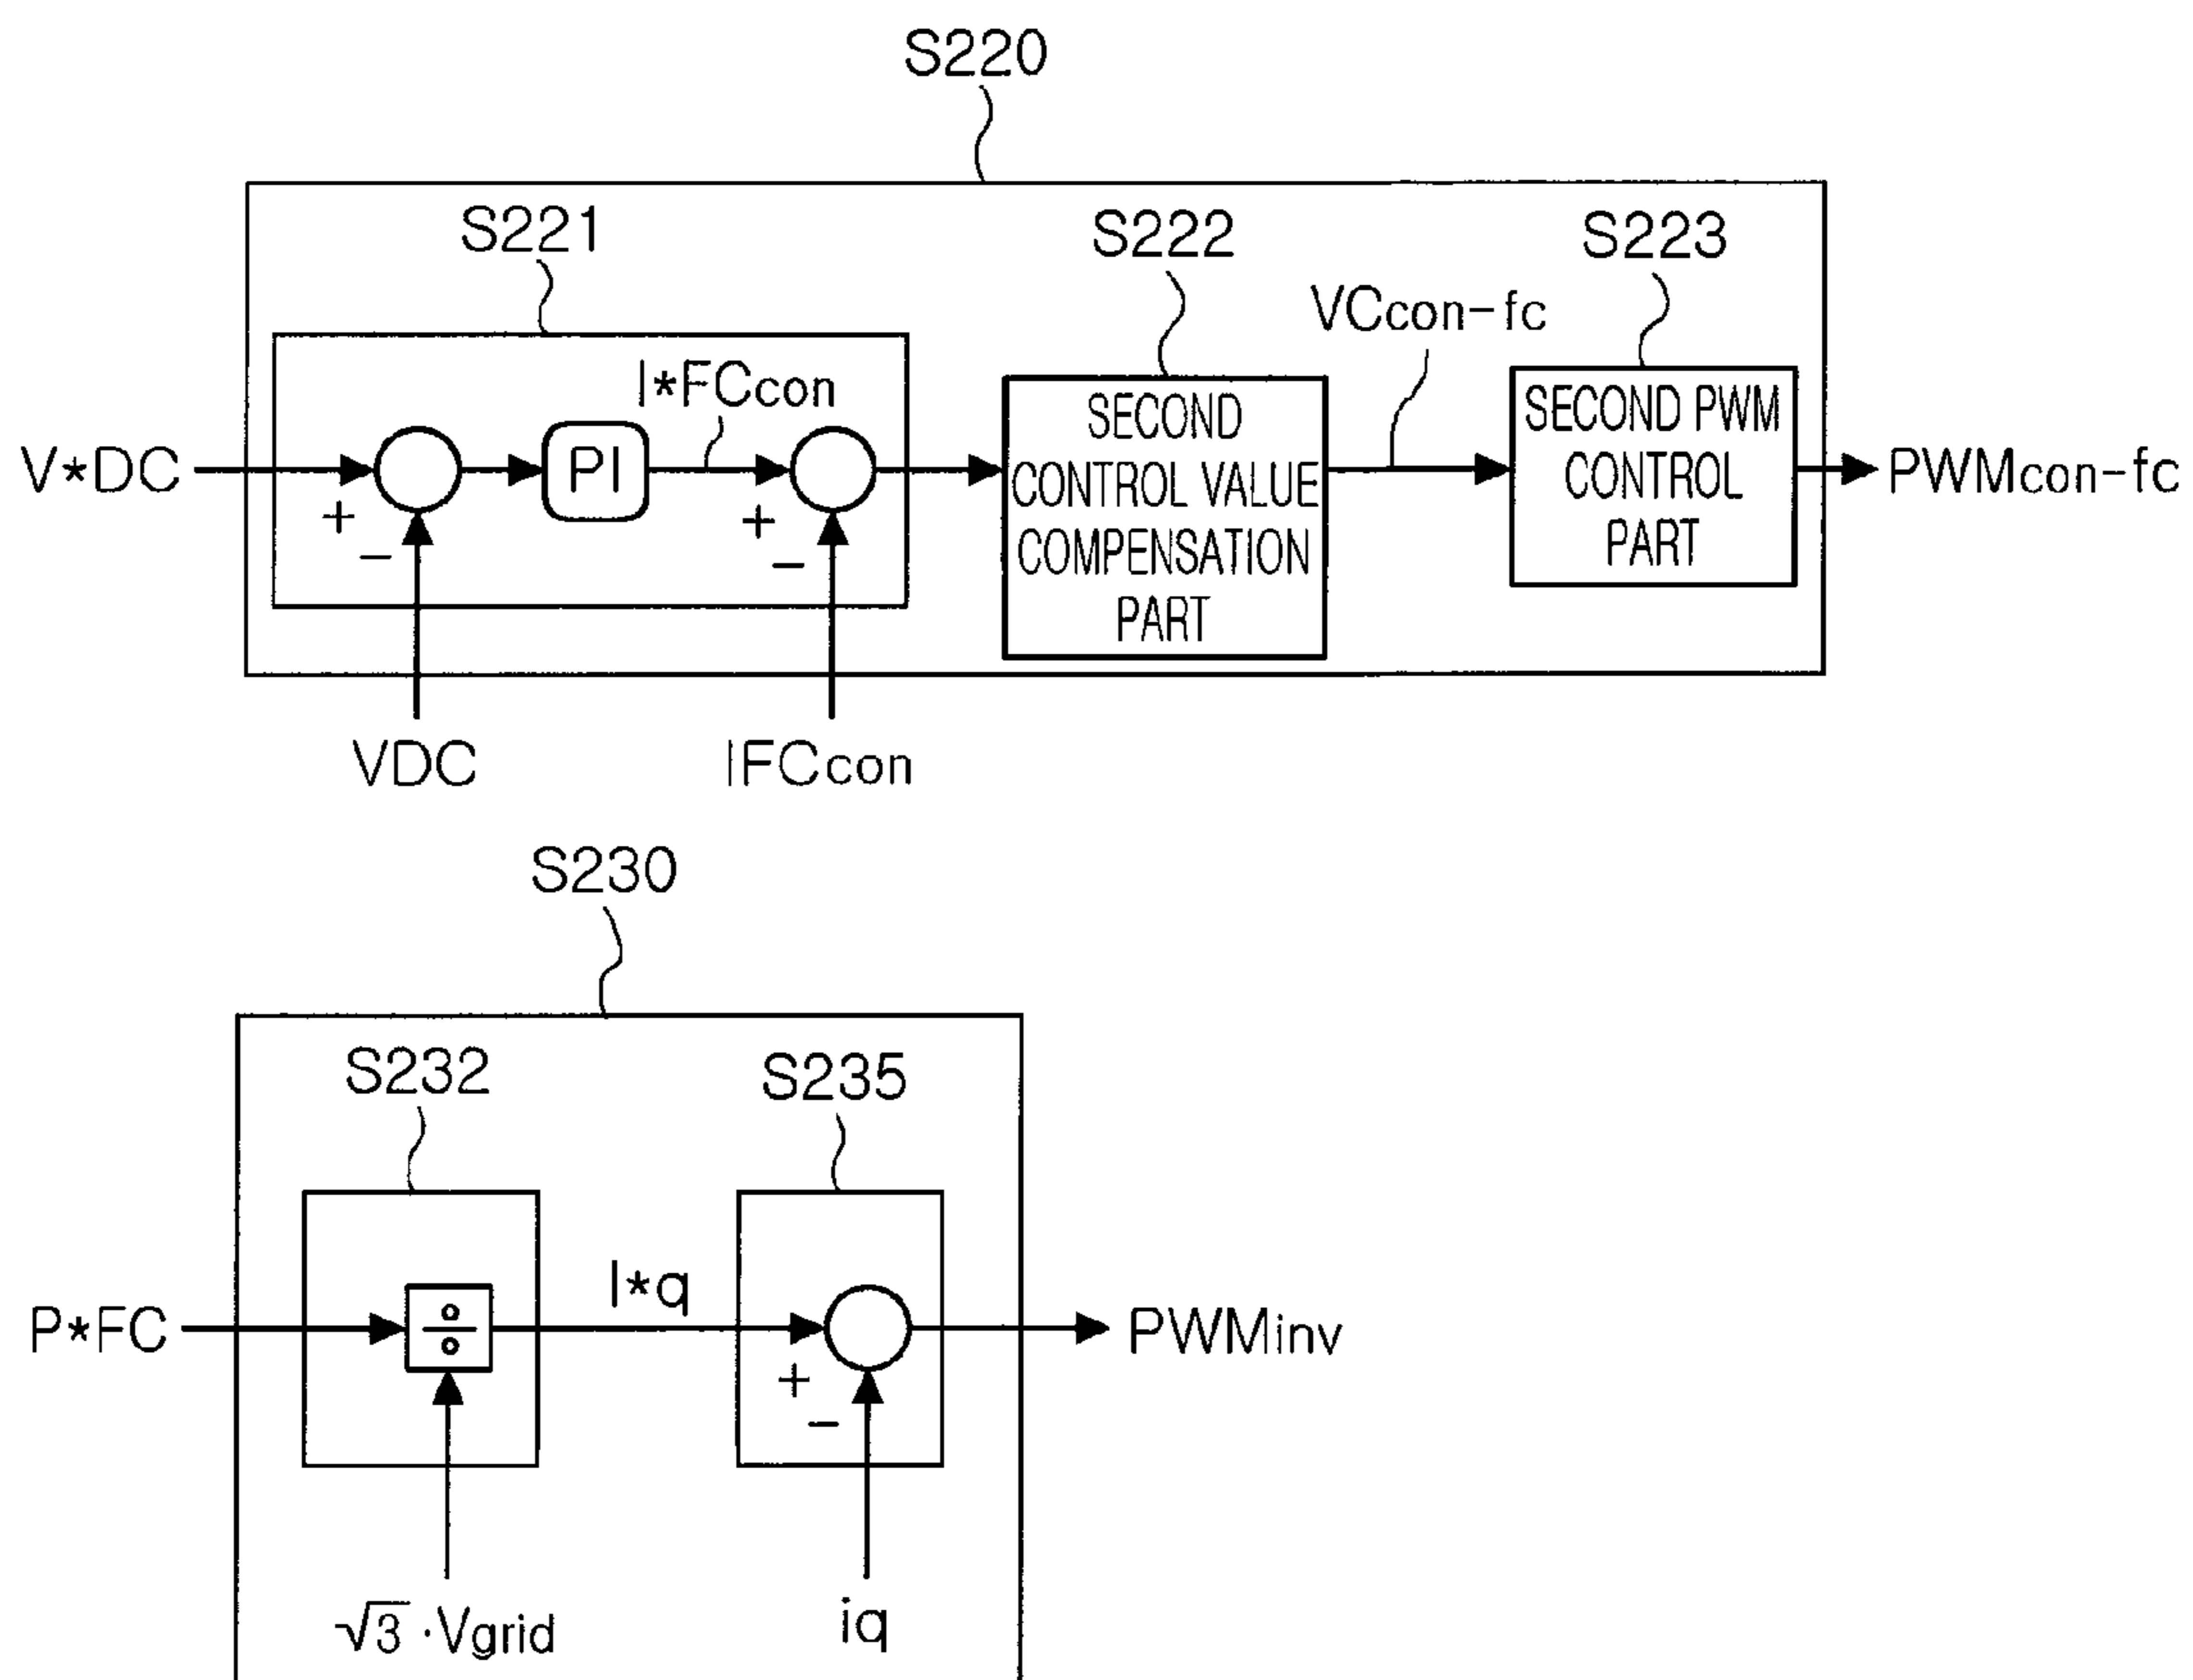 S220
S221
S222
S223
VCcon-fc
I*FCcon
V*DC
PI
+
−
+
−
SECOND
CONTROL VALUE
COMPENSATION
PART
SECOND PWM
CONTROL
PART
PWMcon-fc
VDC
IFCcon
S230
S232
S235
P*FC
÷
I*q
+
−
PWMinv
√3 ·Vgrid
iq